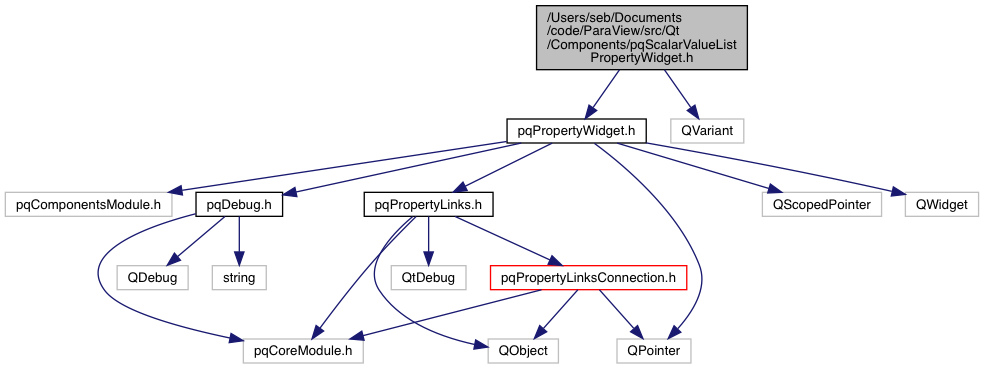 /Users/seb/Documents
/code/ParaView/src/Qt
/Components/pqScalarValueList
PropertyWidget.h
pqPropertyWidget.h
QVariant
pqComponentsModule.h
pqDebug.h
pqPropertyLinks.h
QScopedPointer
QWidget
QDebug
string
QtDebug
pqPropertyLinksConnection.h
pqCoreModule.h
QObject
QPointer